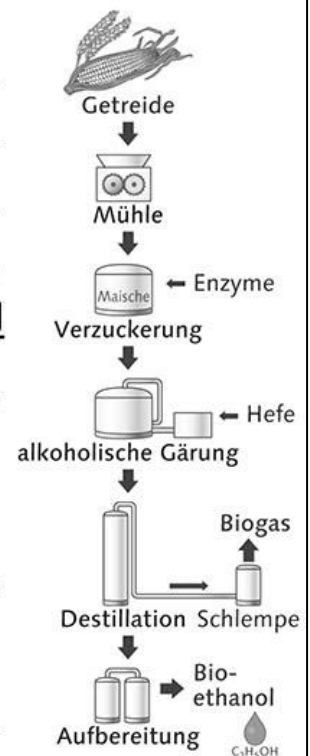 Getreide
Mühle
Maische
Enzyme
Verzuckerung
Hefe
alkoholische Gärung
Biogas
Destillation Schlempe
Bio-
ethanol
Aufbereitung
C₂H₅OH